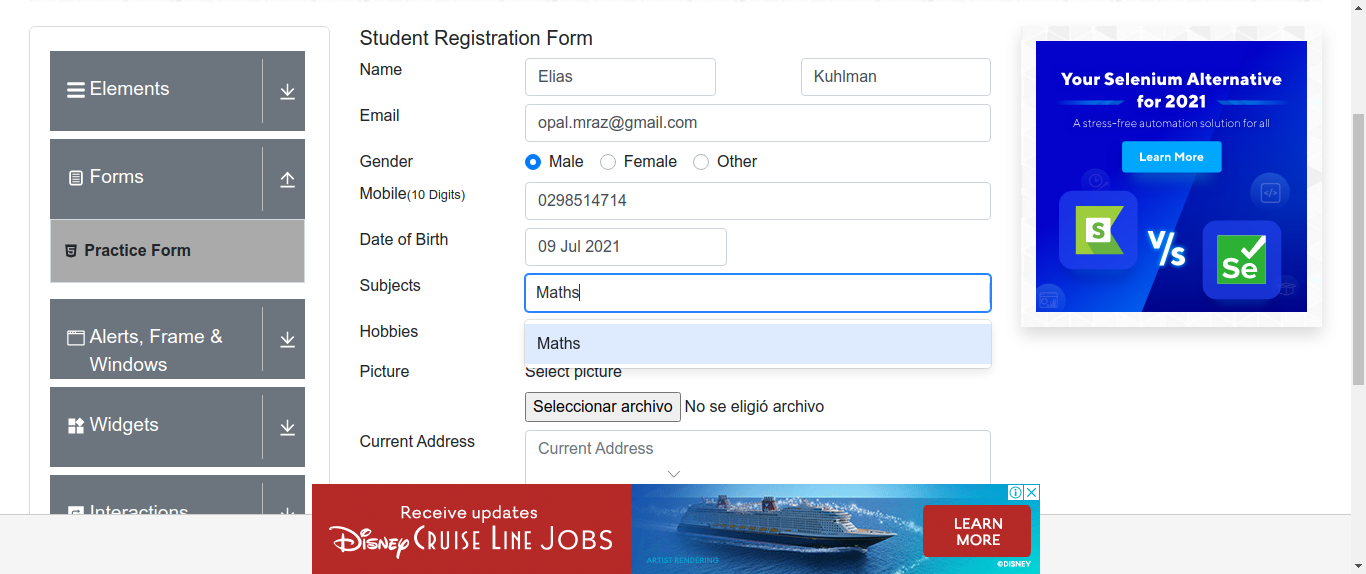 Student Registration Form
Elements
Forms
Practice Form
Alerts, Frame &
Windows
Widgets
Interactions
Name
Elias
Kuhlman
Email
opal.mraz@gmail.com
Gender
Male Female Other
Mobile(10 Digits)
0298514714
Date of Birth
09 Jul 2021
Subjects
Maths
Maths
Hobbies
Picture
Select picture
Seleccionar archivo No se eligió archivo
Current Address
Current Address
Your Selenium Alternative
for 2021
A stress-free automation solution for all
Learn More
S
V/s
Se
Receive updates
Disney CRUISE LINE JOBS
ARTIST RENDERING
LEARN
MORE
©DISNEY